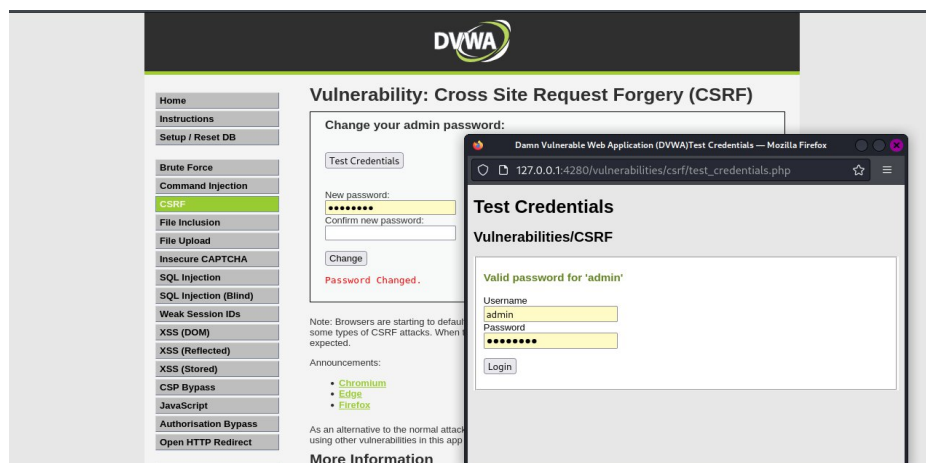 DVWA
Home
Instructions
Setup / Reset DB
Brute Force
Command Injection
CSRF
File Inclusion
File Upload
Insecure CAPTCHA
SQL Injection
SQL Injection (Blind)
Weak Session IDs
XSS (DOM)
XSS (Reflected)
XSS (Stored)
CSP Bypass
JavaScript
Authorisation Bypass
Open HTTP Redirect
Vulnerability: Cross Site Request Forgery (CSRF)
Change your admin password:
Test Credentials
New password:
••••••••
Confirm new password:
Change
Password Changed.
Note: Browsers are starting to defaul
some types of CSRF attacks. When
expected.
Announcements:
Chromium
Edge
Firefox
As an alternative to the normal attack
using other vulnerabilities in this app
More Information
Damn Vulnerable Web Application (DVWA)Test Credentials — Mozilla Firefox
127.0.0.1:4280/vulnerabilities/csrf/test_credentials.php
Test Credentials
Vulnerabilities/CSRF
Valid password for 'admin'
Username
admin
Password
••••••••
Login